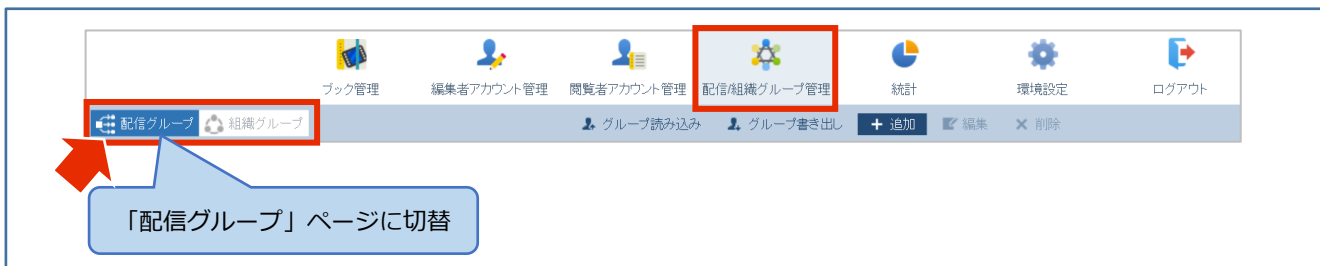 ブック管理 編集者アカウント管理 閲覧者アカウント管理 配信/組織グループ管理 統計 環境設定 ログアウト
配信グループ 組織グループ グループ読み込み グループ書き出し + 追加 編集 × 削除
「配信グループ」ページに切替